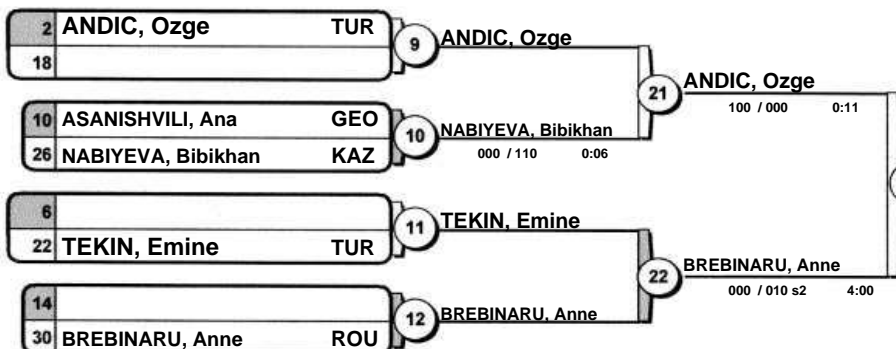 2 ANDIC, Ozge TUR
18
9 ANDIC, Ozge
10 ASANISHVILI, Ana GEO
26 NABIYEVA, Bibikhan KAZ
10 NABIYEVA, Bibikhan
000 / 110 0:06
21 ANDIC, Ozge
100 / 000 0:11
6
22 TEKIN, Emine TUR
11 TEKIN, Emine
14
30 BREBINARU, Anne ROU
12 BREBINARU, Anne
22 BREBINARU, Anne
000 / 010 s2 4:00